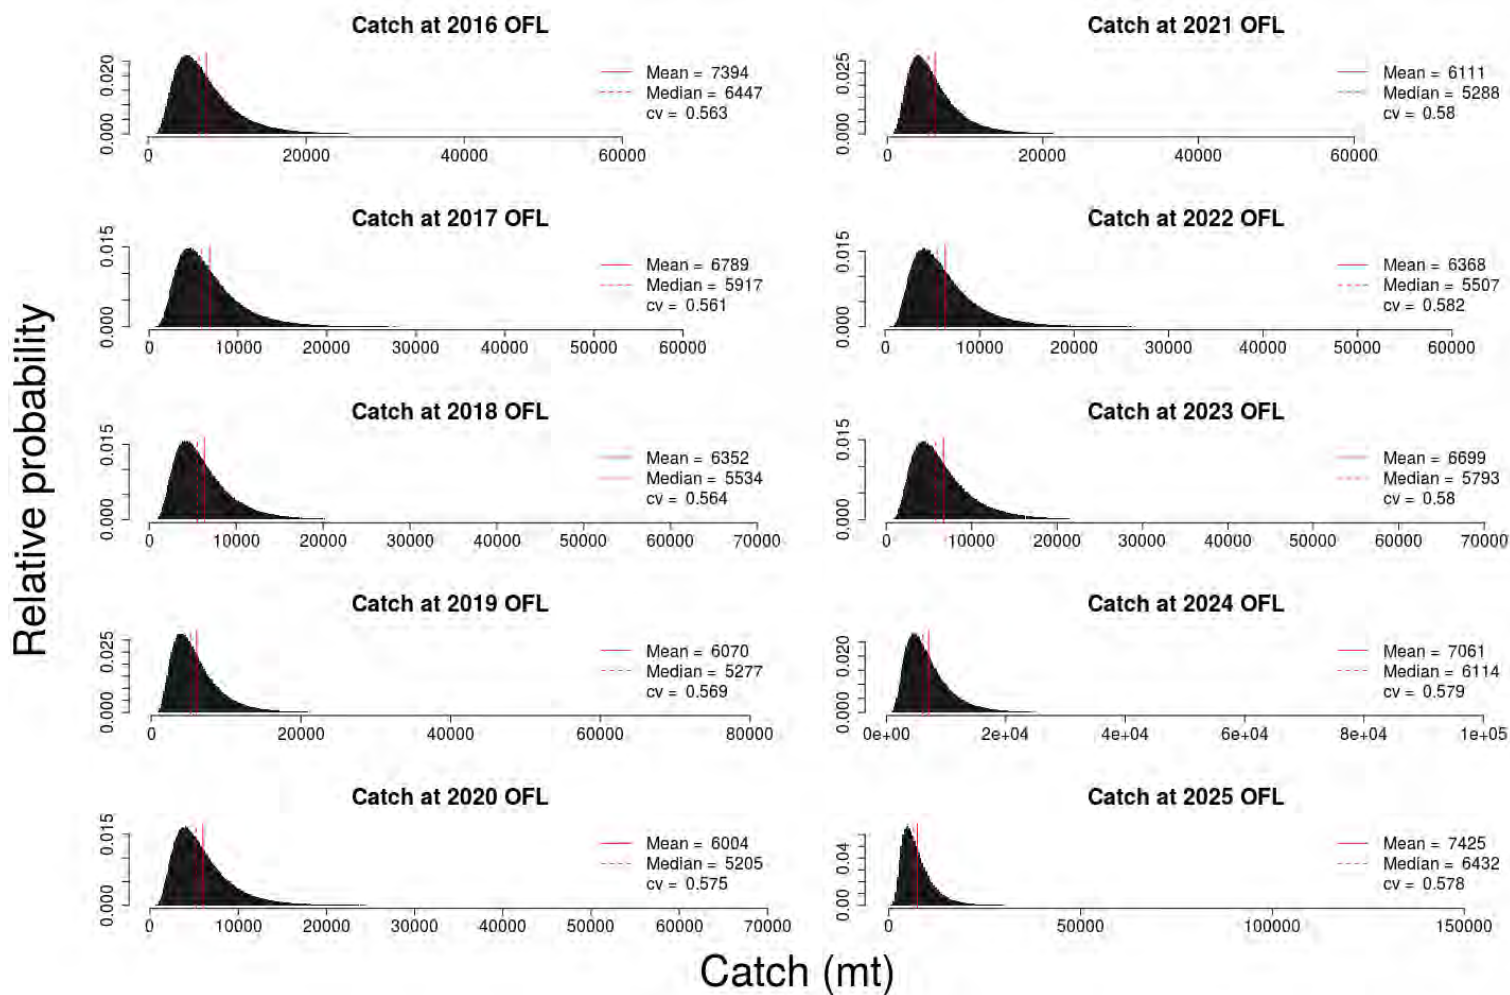 Relative probability
Catch at 2016 OFL
0.000 0.020
Mean = 7394
Median = 6447
cv = 0.563
0 20000 40000 60000
Catch at 2017 OFL
0.000 0.015
Mean = 6789
Median = 5917
cv = 0.561
0 10000 20000 30000 40000 50000 60000
Catch at 2018 OFL
0.000 0.015
Mean = 6352
Median = 5534
cv = 0.564
0 10000 20000 30000 40000 50000 60000 70000
Catch at 2019 OFL
0.000 0.025
Mean = 6070
Median = 5277
cv = 0.569
0 20000 40000 60000 80000
Catch at 2020 OFL
0.000 0.015
Mean = 6004
Median = 5205
cv = 0.575
0 10000 20000 30000 40000 50000 60000 70000
Catch at 2021 OFL
0.000 0.025
Mean = 6111
Median = 5288
cv = 0.58
0 20000 40000 60000
Catch at 2022 OFL
0.000 0.015
Mean = 6368
Median = 5507
cv = 0.582
0 10000 20000 30000 40000 50000 60000
Catch at 2023 OFL
0.000 0.015
Mean = 6699
Median = 5793
cv = 0.58
0 10000 20000 30000 40000 50000 60000 70000
Catch at 2024 OFL
0.000 0.020
Mean = 7061
Median = 6114
cv = 0.579
0e+00 2e+04 4e+04 6e+04 8e+04 1e+05
Catch at 2025 OFL
0.00 0.04
Mean = 7425
Median = 6432
cv = 0.578
0 50000 100000 150000
Catch (mt)